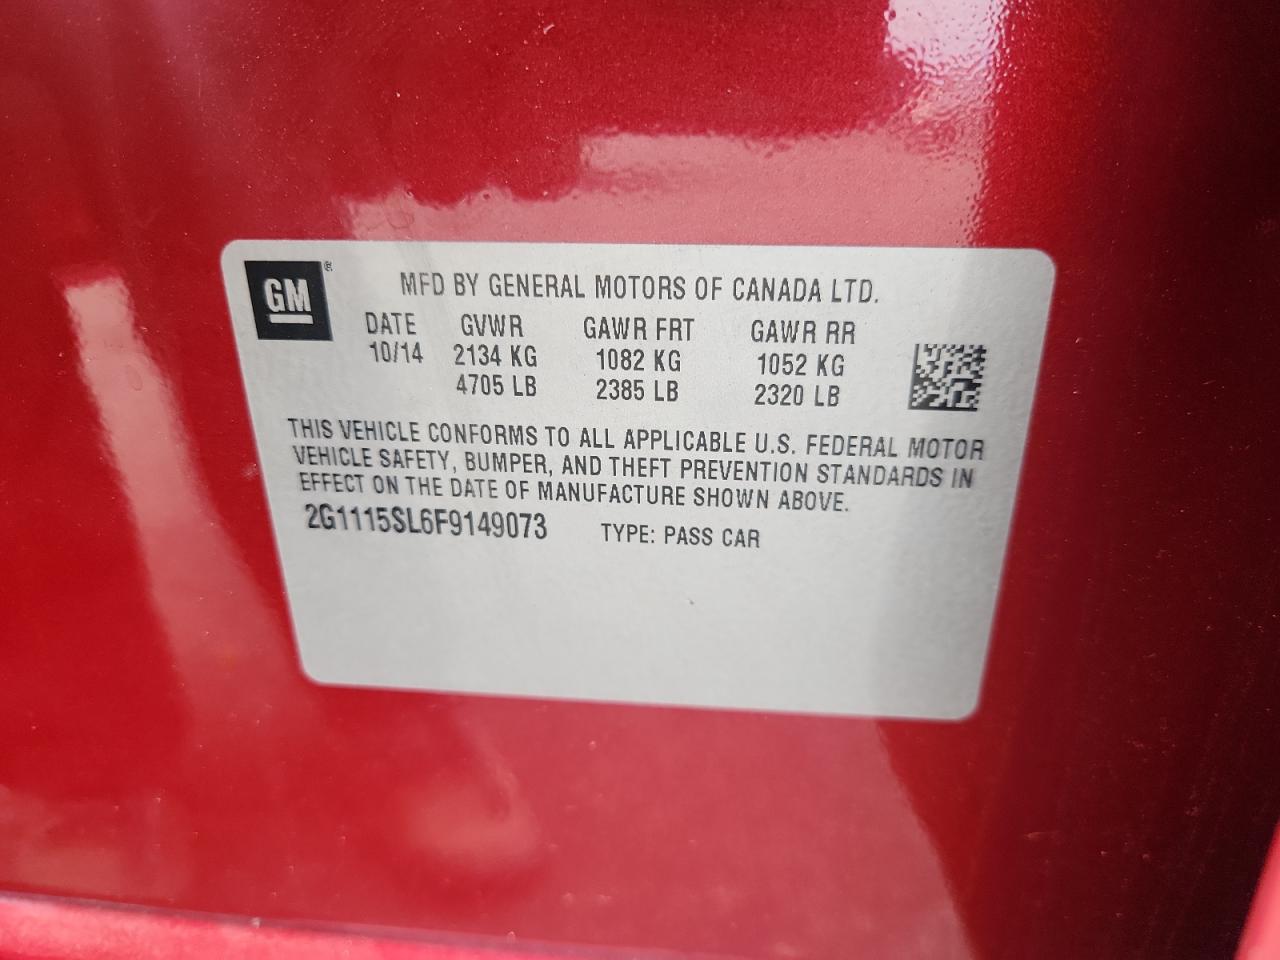 GM®
MFD BY GENERAL MOTORS OF CANADA LTD.
DATE GVWR GAWR FRT GAWR RR
10/14 2134 KG 1082 KG 1052 KG
4705 LB 2385 LB 2320 LB
THIS VEHICLE CONFORMS TO ALL APPLICABLE U.S. FEDERAL MOTOR
VEHICLE SAFETY, BUMPER, AND THEFT PREVENTION STANDARDS IN
EFFECT ON THE DATE OF MANUFACTURE SHOWN ABOVE.
2G1115SL6F9149073 TYPE: PASS CAR